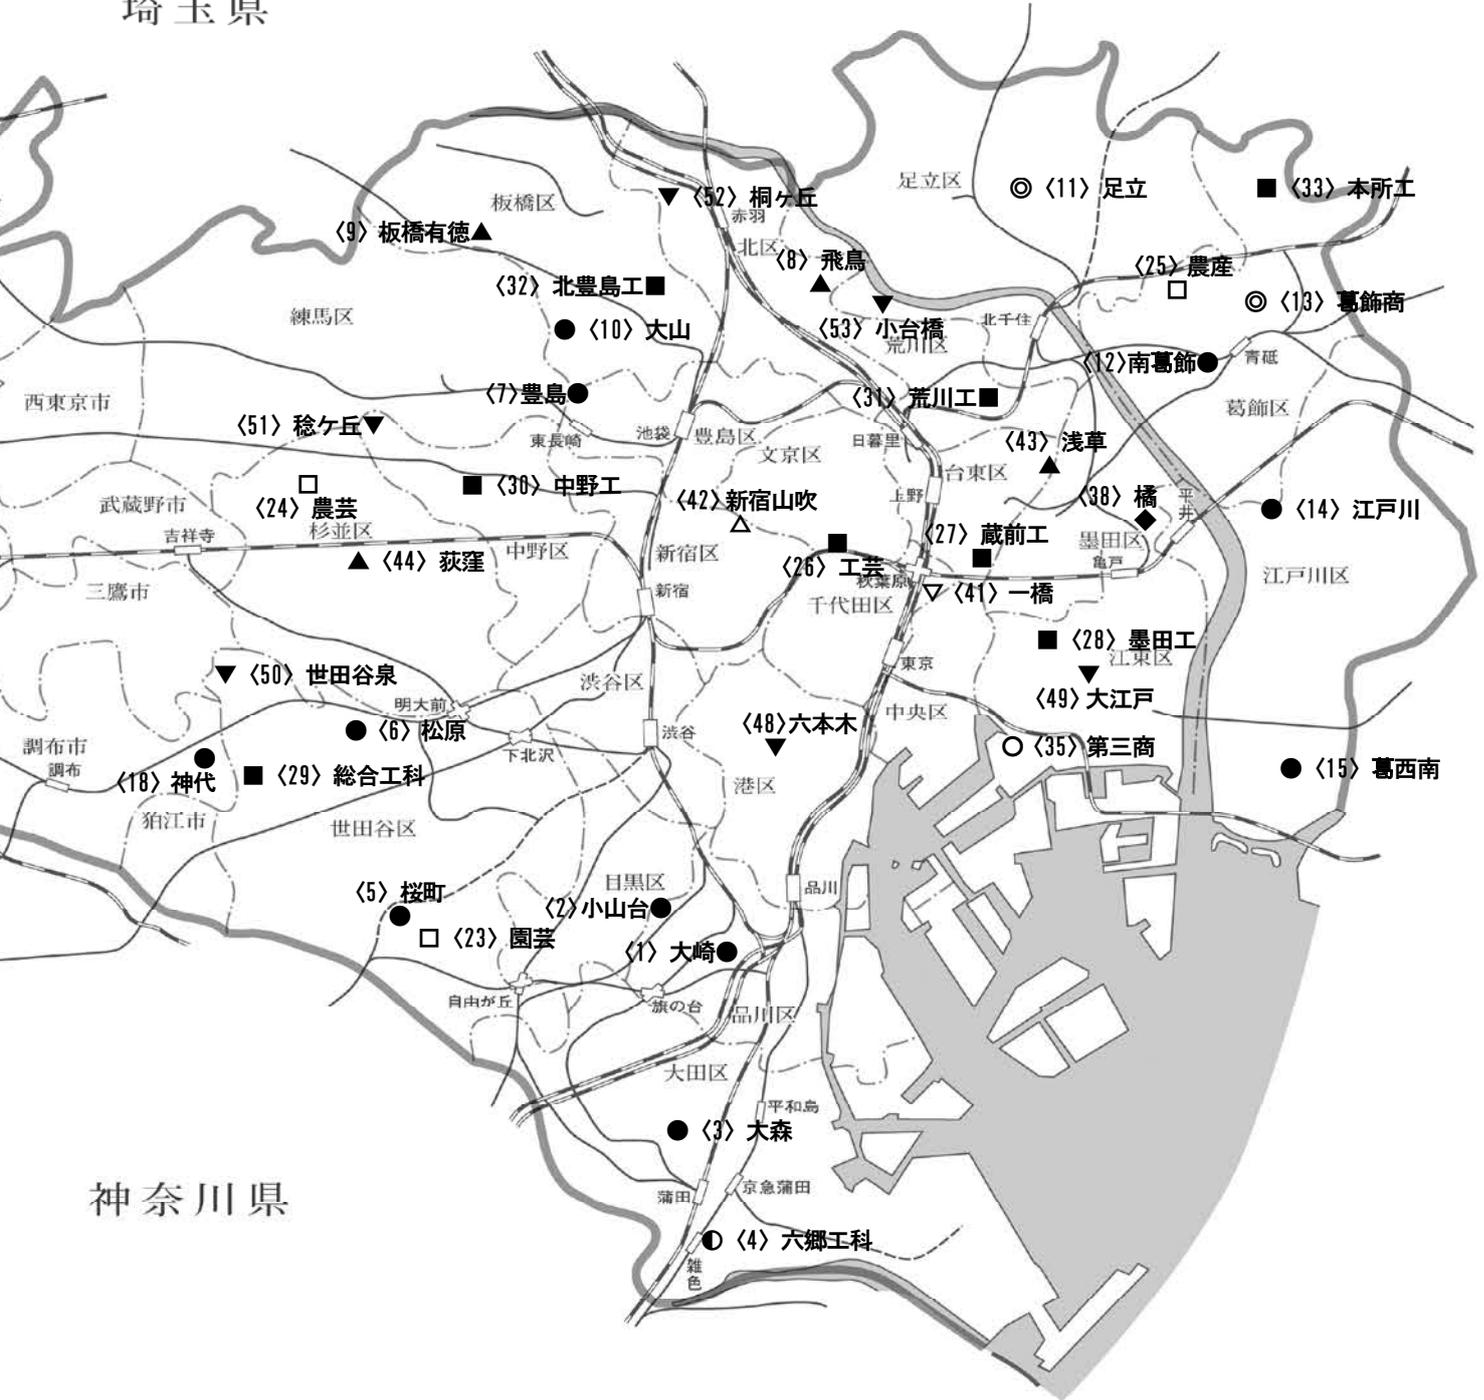 埼玉県
足立区
◎〈11〉足立
■〈33〉本所工
板橋区
▼〈52〉桐ヶ丘
赤羽
〈9〉板橋有徳▲
北区
〈8〉飛鳥
▲
〈25〉農産
□
〈32〉北豊島工■
◎〈13〉葛飾商
練馬区
●〈10〉大山
▼
〈53〉小台橋
北千住
荒川区
〈12〉南葛飾●
青砥
〈7〉豊島●
〈31〉荒川工■
西東京市
葛飾区
〈51〉稔ケ丘▼
東長崎
池袋
豊島区
日暮里
〈43〉浅草
▲
文京区
台東区
□
〈24〉農芸
■〈30〉中野工
〈42〉新宿山吹
△
上野
〈38〉橘
◆
平井
武蔵野市
●〈14〉江戸川
杉並区
吉祥寺
中野区
新宿区
■
〈26〉工芸
〈27〉蔵前工
■
墨田区
亀戸
▲〈44〉荻窪
秋葉原
江戸川区
三鷹市
新宿
千代田区
▽〈41〉一橋
■〈28〉墨田工
江東区
東京
▼〈50〉世田谷泉
渋谷区
▼
〈49〉大江戸
明大前
中央区
●〈6〉松原
〈48〉六本木
▼
渋谷
調布市
下北沢
○〈35〉第三商
調布
●
〈18〉神代
■〈29〉総合工科
●〈15〉葛西南
港区
狛江市
世田谷区
目黒区
品川
〈5〉桜町
●
〈2〉小山台●
□〈23〉園芸
〈1〉大崎●
自由が丘
旗の台
品川区
大田区
平和島
●〈3〉大森
神奈川県
蒲田
京急蒲田
◐〈4〉六郷工科
雑色